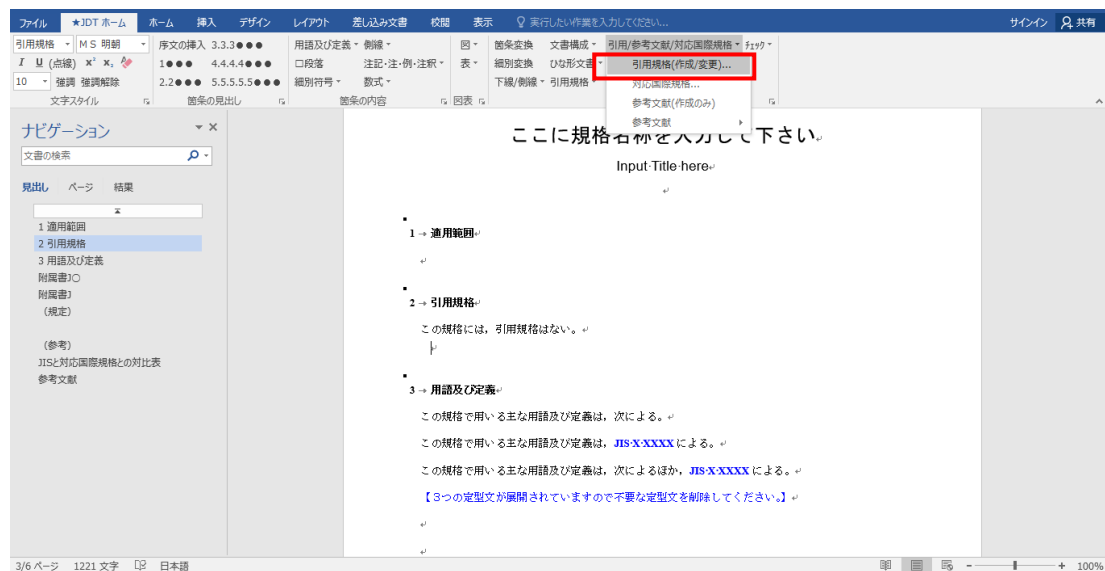 ファイル ★JDT ホーム ホーム 挿入 デザイン レイアウト 差し込み文書 校閲 表示 実行したい作業を入力してください... サインイン 共有
引用規格 ＭＳ 明朝 序文の挿入 3.3.3●●● 用語及び定義 側線 図 箇条変換 文書構成 引用/参考文献/対応国際規格 ﾁｪｯｸ
I U (点線) x² x₂ 1●●● 4.4.4.4●●● 口段落 注記・注・例・注釈 表 細別変換 ひな形文書 引用規格(作成/変更)...
10 強調 強調解除 2.2●●● 5.5.5.5.5●●● 細別符号 数式 下線/側線 引用規格 対応国際規格...
文字スタイル 箇条の見出し 箇条の内容 図表 参考文献(作成のみ)
参考文献
ナビゲーション
文書の検索
見出し ページ 結果
1 適用範囲
2 引用規格
3 用語及び定義
附属書J〇
附属書J
(規定)
(参考)
JISと対応国際規格との対比表
参考文献
ここに規格名称を入力して下さい
Input Title here
1 → 適用範囲
2 → 引用規格
この規格には，引用規格はない。
3 → 用語及び定義
この規格で用いる主な用語及び定義は，次による。
この規格で用いる主な用語及び定義は，JIS X XXXX による。
この規格で用いる主な用語及び定義は，次によるほか，JIS X XXXX による。
【３つの定型文が展開されていますので不要な定型文を削除してください。】
3/6 ページ 1221 文字 日本語 100%